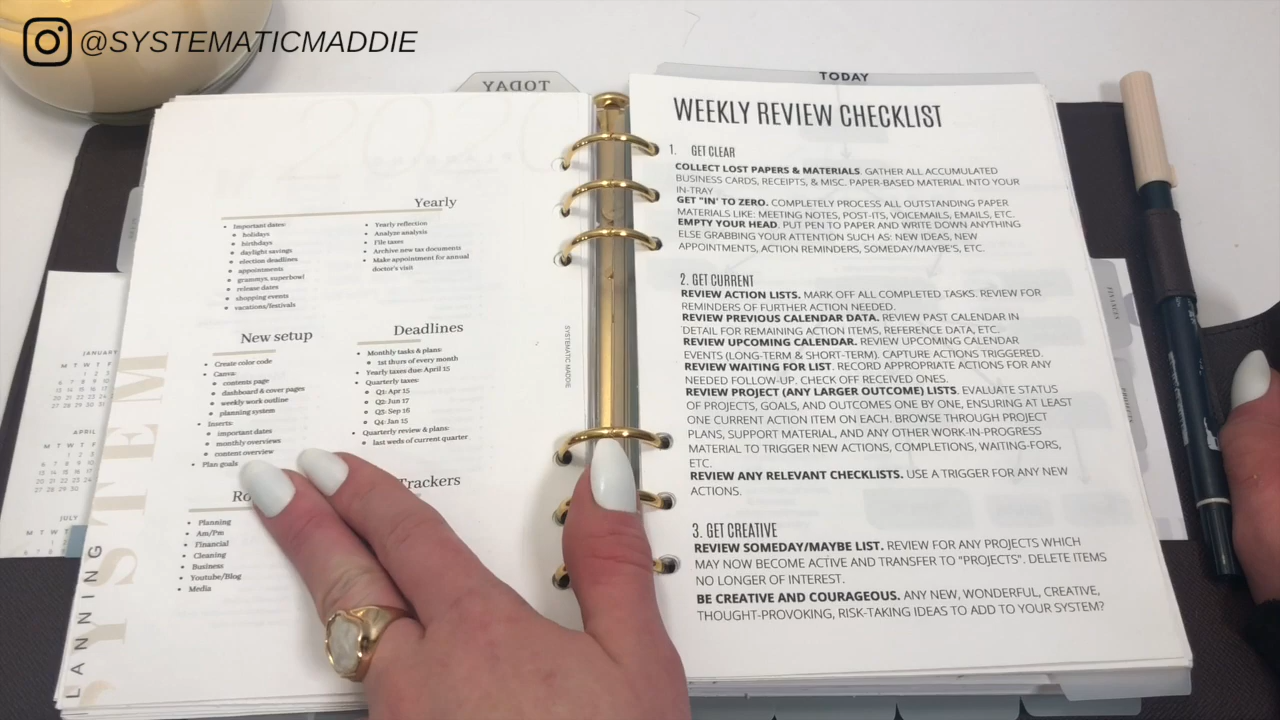 @SYSTEMATICMADDIE
TODAY
TODAY
Yearly
Important dates:
holidays
birthdays
daylight savings
election deadlines
appointments
grammys, superbowl
release dates
shopping events
vacations/festivals
Yearly reflection
Analyze analysis
File taxes
Archive new tax documents
Make appointment for annual
doctor's visit
New setup
Create color code
Canva:
contents page
dashboard & cover pages
weekly work outline
planning system
Inserts:
important dates
monthly overviews
content overview
Plan goals
Deadlines
Monthly tasks & plans:
1st thurs of every month
Yearly taxes due April 15
Quarterly taxes:
Q1: Apr 15
Q2: Jun 17
Q3: Sep 16
Q4: Jan 15
Quarterly review & plans:
last weds of current quarter
Trackers
Planning
Am/Pm
Financial
Cleaning
Business
Youtube/Blog
Media
SYSTEMATIC MADDIE
JANUARY
APRIL
JULY
WEEKLY REVIEW CHECKLIST
1. GET CLEAR
COLLECT LOST PAPERS & MATERIALS. GATHER ALL ACCUMULATED
BUSINESS CARDS, RECEIPTS, & MISC. PAPER-BASED MATERIAL INTO YOUR
IN-TRAY
GET "IN' TO ZERO. COMPLETELY PROCESS ALL OUTSTANDING PAPER
MATERIALS LIKE: MEETING NOTES, POST-ITS, VOICEMAILS, EMAILS, ETC.
EMPTY YOUR HEAD. PUT PEN TO PAPER AND WRITE DOWN ANYTHING
ELSE GRABBING YOUR ATTENTION SUCH AS: NEW IDEAS, NEW
APPOINTMENTS, ACTION REMINDERS, SOMEDAY/MAYBE'S, ETC.
2. GET CURRENT
REVIEW ACTION LISTS. MARK OFF ALL COMPLETED TASKS. REVIEW FOR
REMINDERS OF FURTHER ACTION NEEDED.
REVIEW PREVIOUS CALENDAR DATA. REVIEW PAST CALENDAR IN
DETAIL FOR REMAINING ACTION ITEMS, REFERENCE DATA, ETC.
REVIEW UPCOMING CALENDAR. REVIEW UPCOMING CALENDAR
EVENTS (LONG-TERM & SHORT-TERM). CAPTURE ACTIONS TRIGGERED.
REVIEW WAITING FOR LIST. RECORD APPROPRIATE ACTIONS FOR ANY
NEEDED FOLLOW-UP. CHECK OFF RECEIVED ONES.
REVIEW PROJECT (ANY LARGER OUTCOME) LISTS. EVALUATE STATUS
OF PROJECTS, GOALS, AND OUTCOMES ONE BY ONE, ENSURING AT LEAST
ONE CURRENT ACTION ITEM ON EACH. BROWSE THROUGH PROJECT
PLANS, SUPPORT MATERIAL, AND ANY OTHER WORK-IN-PROGRESS
MATERIAL TO TRIGGER NEW ACTIONS, COMPLETIONS, WAITING-FORS,
ETC.
REVIEW ANY RELEVANT CHECKLISTS. USE A TRIGGER FOR ANY NEW
ACTIONS.
3. GET CREATIVE
REVIEW SOMEDAY/MAYBE LIST. REVIEW FOR ANY PROJECTS WHICH
MAY NOW BECOME ACTIVE AND TRANSFER TO "PROJECTS". DELETE ITEMS
NO LONGER OF INTEREST.
BE CREATIVE AND COURAGEOUS. ANY NEW, WONDERFUL, CREATIVE,
THOUGHT-PROVOKING, RISK-TAKING IDEAS TO ADD TO YOUR SYSTEM?